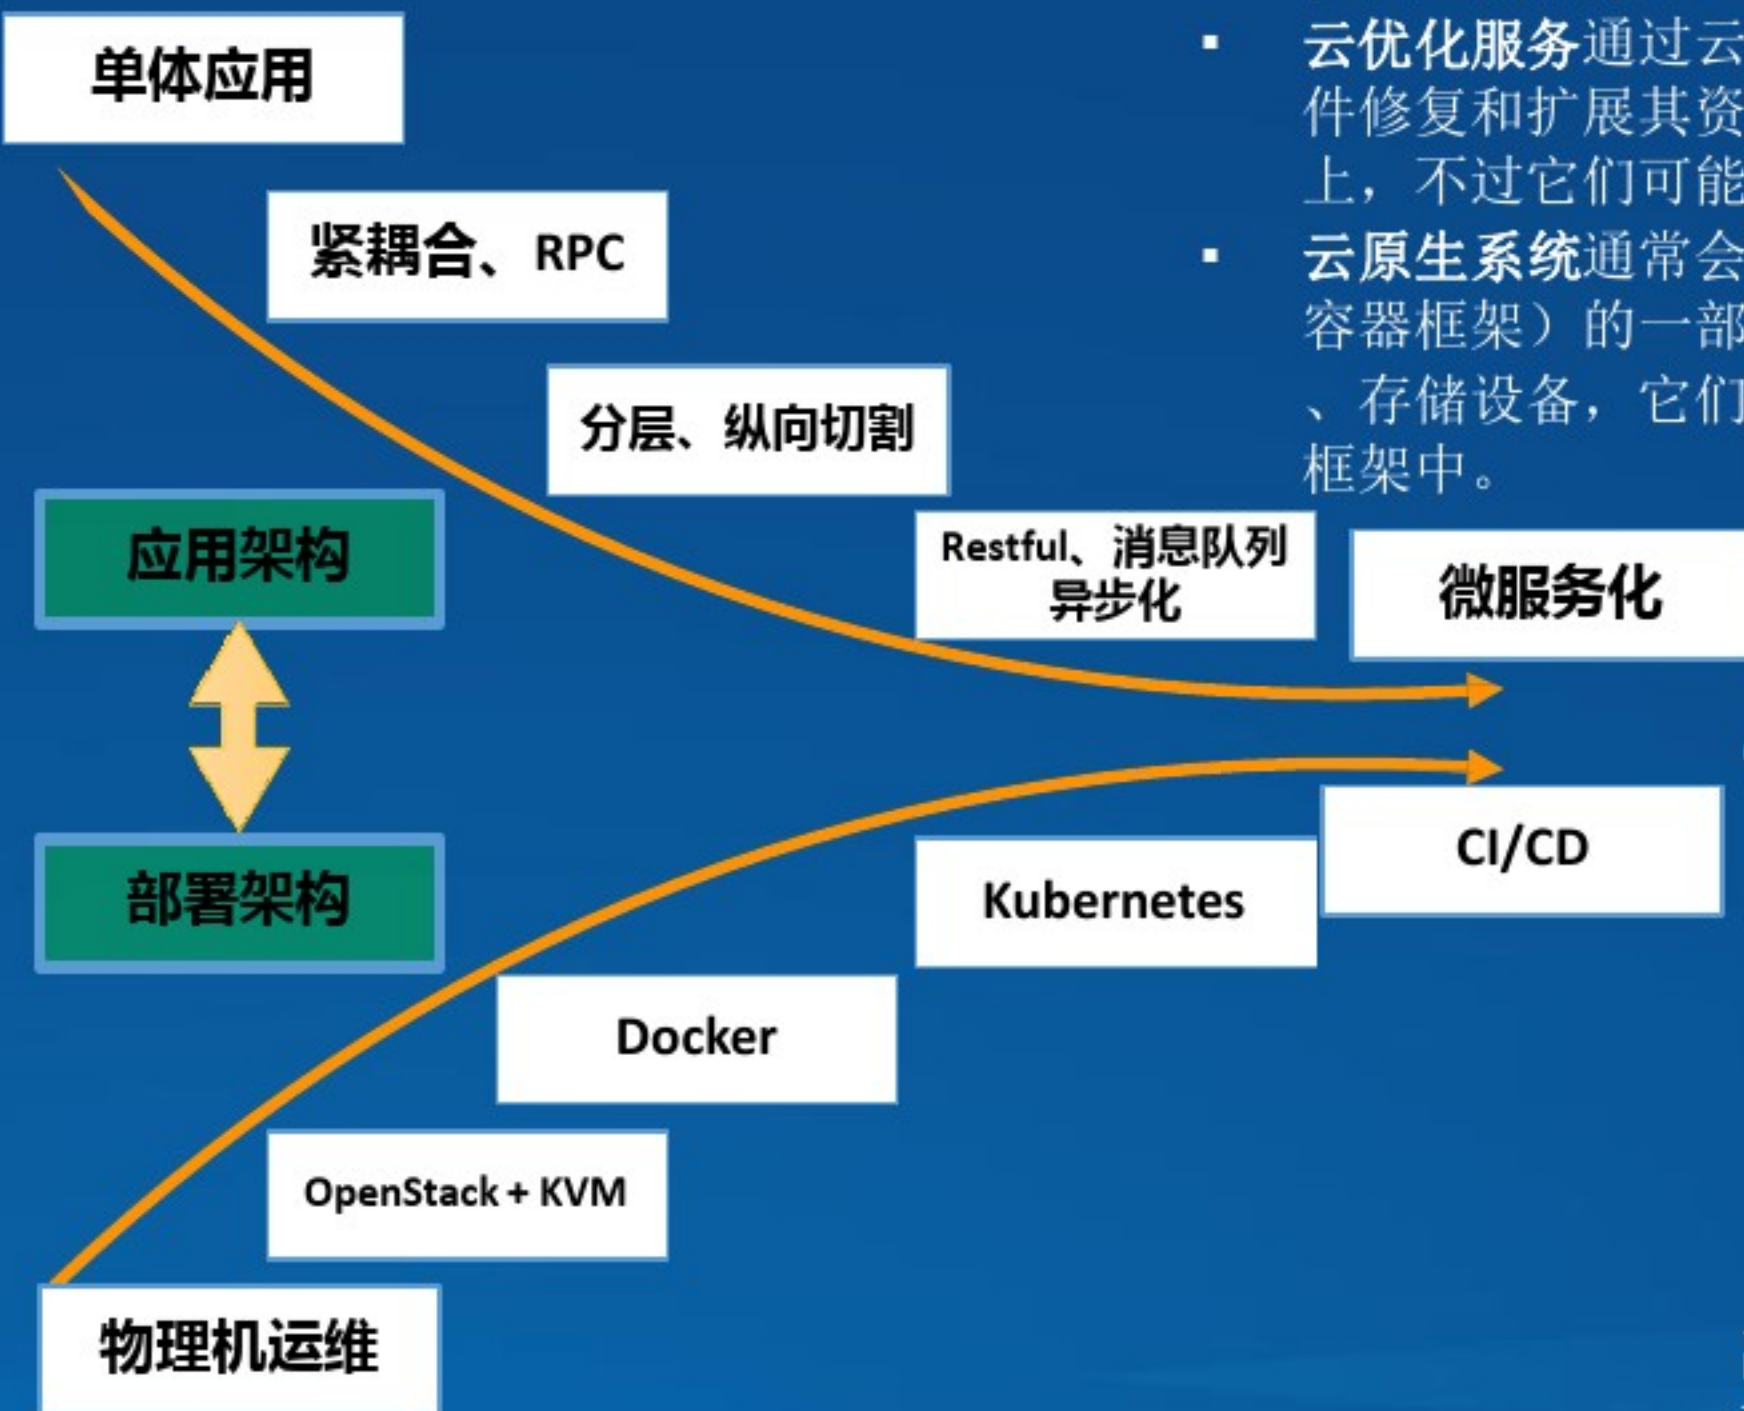 单体应用
紧耦合、RPC
分层、纵向切割
Restful、消息队列
异步化
微服务化
▪ 云优化服务通过云
件修复和扩展其资
上，不过它们可能
▪ 云原生系统通常会
容器框架）的一部
、存储设备，它们
框架中。
应用架构
部署架构
CI/CD
Kubernetes
Docker
OpenStack + KVM
物理机运维